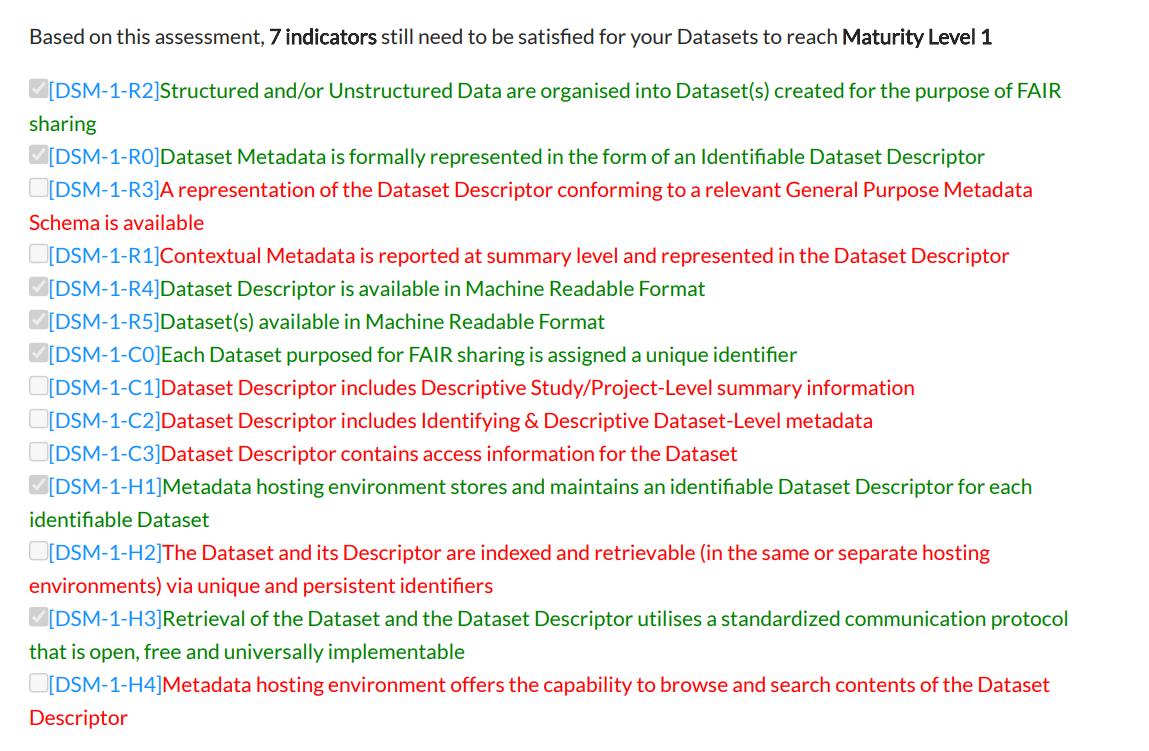 Based on this assessment, 7 indicators still need to be satisfied for your Datasets to reach Maturity Level 1
[DSM-1-R2]Structured and/or Unstructured Data are organised into Dataset(s) created for the purpose of FAIR
sharing
[DSM-1-R0]Dataset Metadata is formally represented in the form of an Identifiable Dataset Descriptor
[DSM-1-R3]A representation of the Dataset Descriptor conforming to a relevant General Purpose Metadata
Schema is available
[DSM-1-R1]Contextual Metadata is reported at summary level and represented in the Dataset Descriptor
[DSM-1-R4]Dataset Descriptor is available in Machine Readable Format
[DSM-1-R5]Dataset(s) available in Machine Readable Format
[DSM-1-C0]Each Dataset purposed for FAIR sharing is assigned a unique identifier
[DSM-1-C1]Dataset Descriptor includes Descriptive Study/Project-Level summary information
[DSM-1-C2]Dataset Descriptor includes Identifying & Descriptive Dataset-Level metadata
[DSM-1-C3]Dataset Descriptor contains access information for the Dataset
[DSM-1-H1]Metadata hosting environment stores and maintains an identifiable Dataset Descriptor for each
identifiable Dataset
[DSM-1-H2]The Dataset and its Descriptor are indexed and retrievable (in the same or separate hosting
environments) via unique and persistent identifiers
[DSM-1-H3]Retrieval of the Dataset and the Dataset Descriptor utilises a standardized communication protocol
that is open, free and universally implementable
[DSM-1-H4]Metadata hosting environment offers the capability to browse and search contents of the Dataset
Descriptor